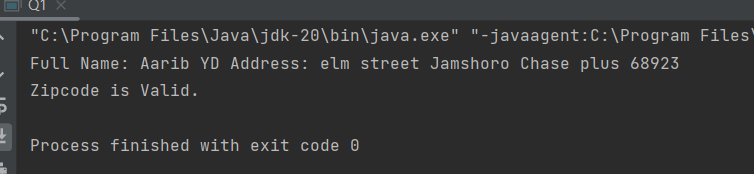 Q1
"C:\Program Files\Java\jdk-20\bin\java.exe" "-javaagent:C:\Program Files\
Full Name: Aarib YD Address: elm street Jamshoro Chase plus 68923
Zipcode is Valid.
Process finished with exit code 0